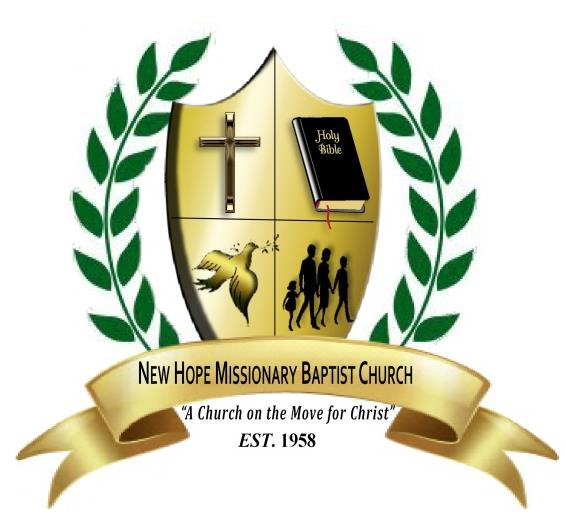 Holy
Bible
NEW HOPE MISSIONARY BAPTIST CHURCH
"A Church on the Move for Christ"
EST. 1958